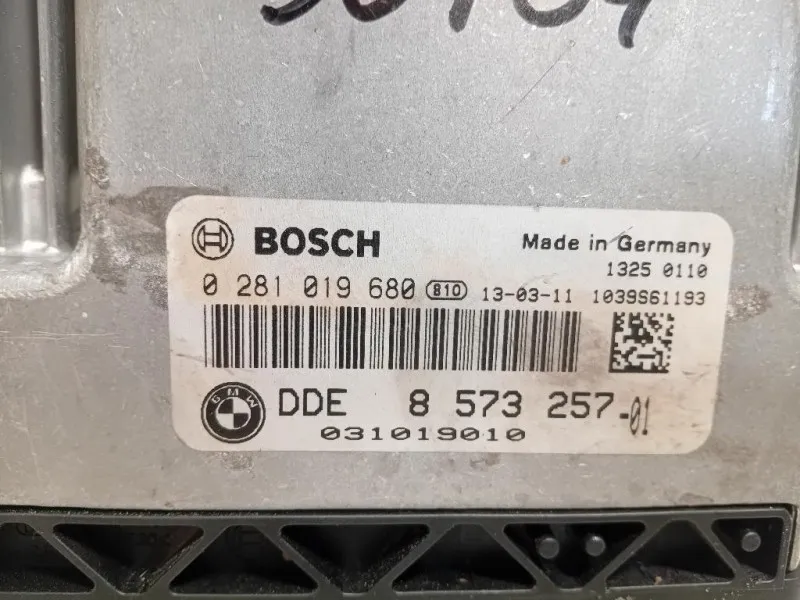 BOSCH Made in Germany
1325 0110
0 281 019 680 810 13-03-11 1039S61193
BMW DDE 8 573 257-01
031019010